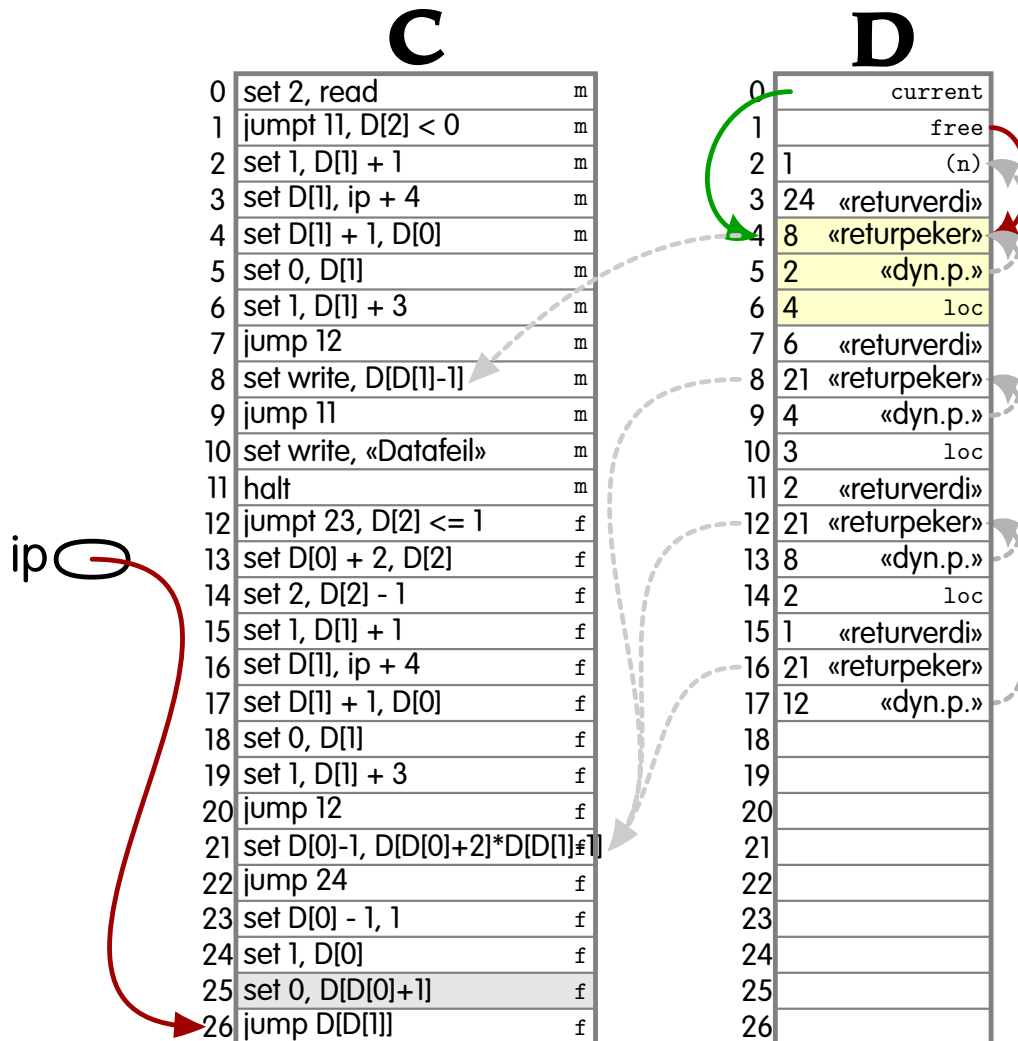 C D
0 set 2, read m 0 current
1 jumpt 11, D[2] < 0 m 1 free
2 set 1, D[1] + 1 m 2 1 (n)
3 set D[1], ip + 4 m 3 24 «returverdi»
4 set D[1] + 1, D[0] m 4 8 «returpeker»
5 set 0, D[1] m 5 2 «dyn.p.»
6 set 1, D[1] + 3 m 6 4 loc
7 jump 12 m 7 6 «returverdi»
8 set write, D[D[1]-1] m 8 21 «returpeker»
9 jump 11 m 9 4 «dyn.p.»
10 set write, «Datafeil» m 10 3 loc
11 halt m 11 2 «returverdi»
12 jumpt 23, D[2] <= 1 f 12 21 «returpeker»
ip 13 set D[0] + 2, D[2] f 13 8 «dyn.p.»
14 set 2, D[2] - 1 f 14 2 loc
15 set 1, D[1] + 1 f 15 1 «returverdi»
16 set D[1], ip + 4 f 16 21 «returpeker»
17 set D[1] + 1, D[0] f 17 12 «dyn.p.»
18 set 0, D[1] f 18
19 set 1, D[1] + 3 f 19
20 jump 12 f 20
21 set D[0]-1, D[D[0]+2]*D[D[1]-1] f 21
22 jump 24 f 22
23 set D[0] - 1, 1 f 23
24 set 1, D[0] f 24
25 set 0, D[D[0]+1] f 25
26 jump D[D[1]] f 26